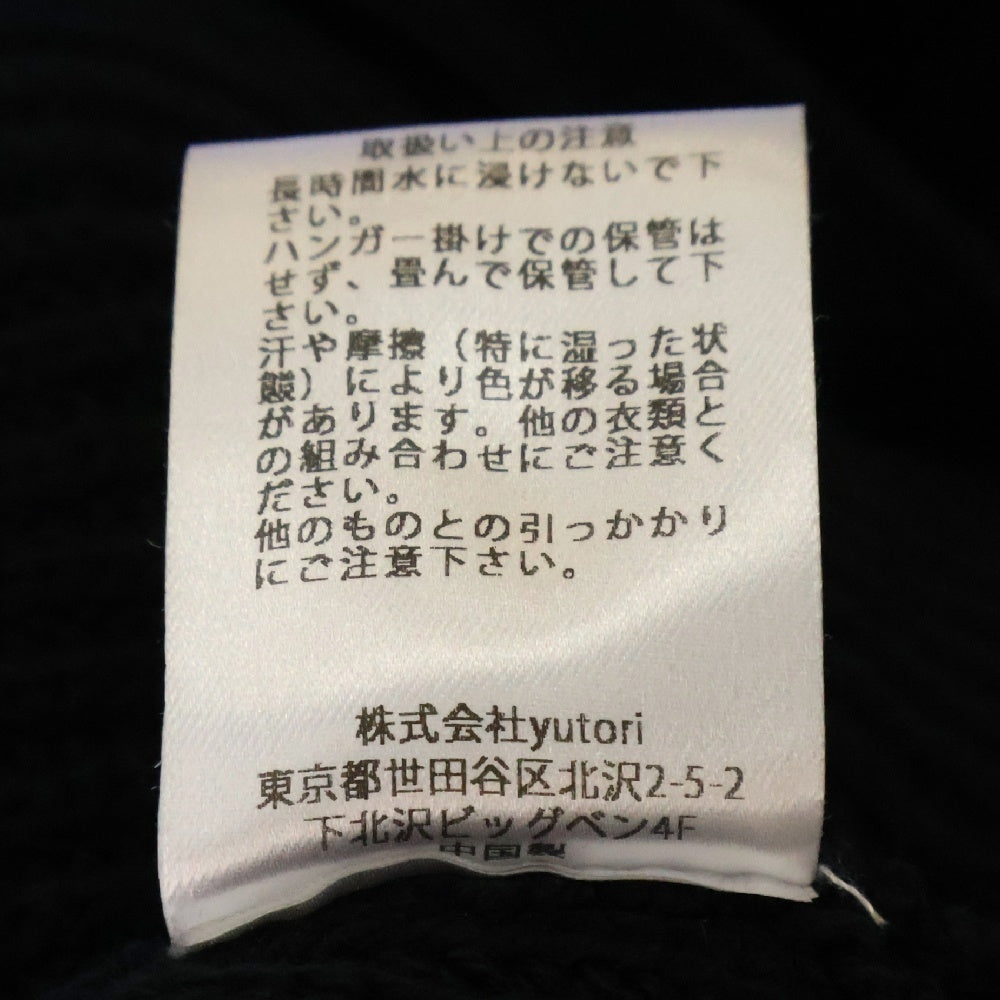 取扱い上の注意
長時間水に浸けないで下
さい。
ハンガー掛けでの保管は
せず、畳んで保管して下
さい。
汗や摩擦（特に湿った状
態）により色が移る場合
があります。他の衣類と
の組み合わせにご注意く
ださい。
他のものとの引っかかり
にご注意下さい。
株式会社yutori
東京都世田谷区北沢2-5-2
下北沢ビッグベン4F
中国製